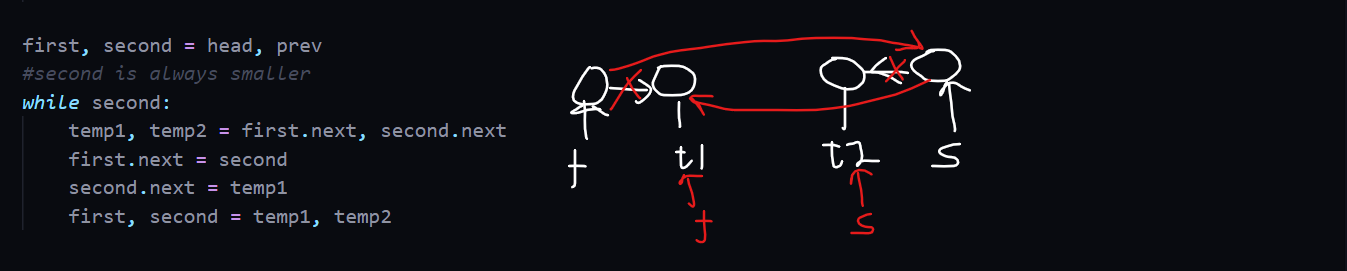 first, second = head, prev
#second is always smaller
while second:
    temp1, temp2 = first.next, second.next
    first.next = second
    second.next = temp1
    first, second = temp1, temp2
f t1 t2 s
f s